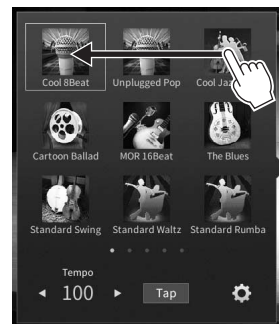 Cool 8Beat Unplugged Pop Cool Ja
Cartoon Ballad MOR 16Beat The Blues
Standard Swing Standard Waltz Standard Rumba
Tempo
100 Tap